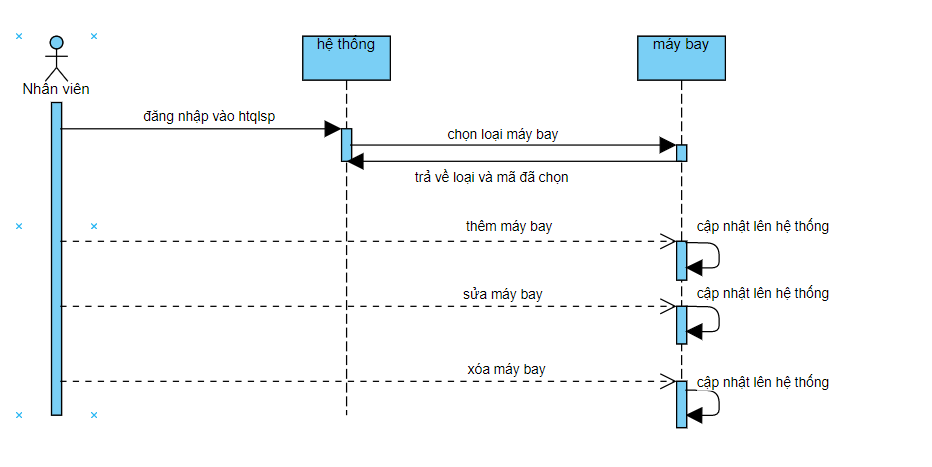 hệ thống
máy bay
Nhân viên
đăng nhập vào htqlsp
chọn loại máy bay
trả về loại và mã đã chọn
thêm máy bay
cập nhật lên hệ thống
sửa máy bay
cập nhật lên hệ thống
xóa máy bay
cập nhật lên hệ thống